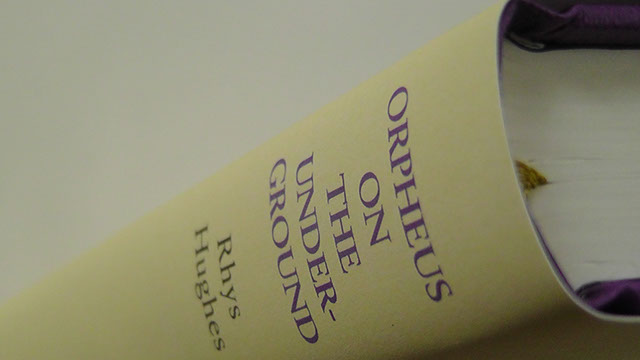 ORPHEUS
ON
THE
UNDER-
GROUND
Rhys
Hughes